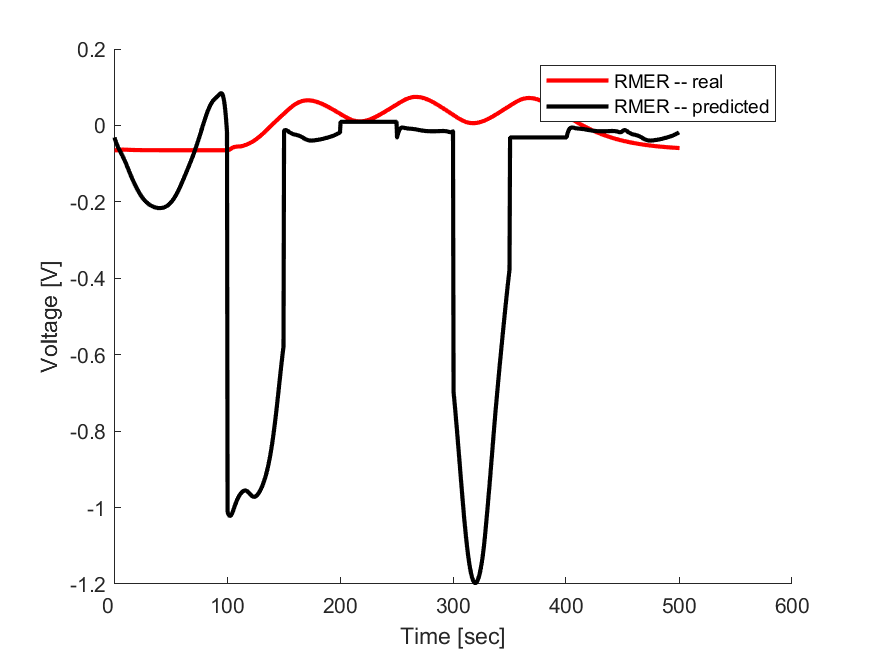 RMER -- real
RMER -- predicted
0.2
0
-0.2
-0.4
-0.6
-0.8
-1
-1.2
Voltage [V]
0 100 200 300 400 500 600
Time [sec]